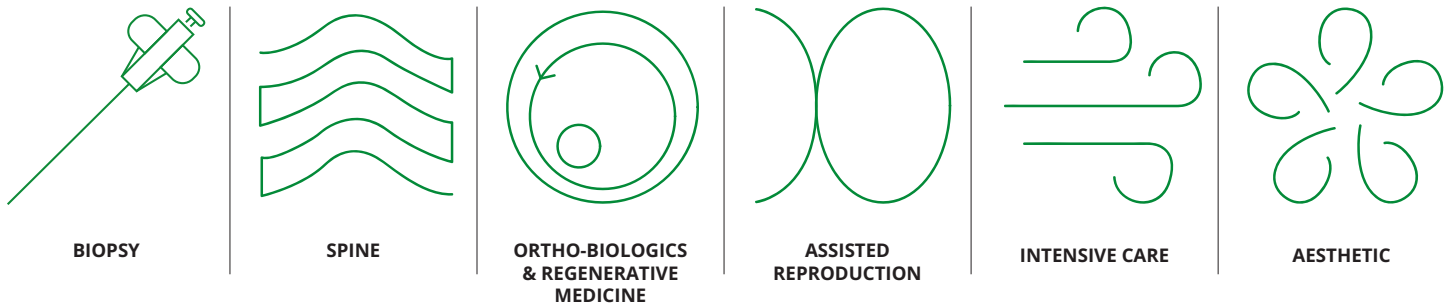 BIOPSY
SPINE
ORTHO-BIOLOGICS
& REGENERATIVE
MEDICINE
ASSISTED
REPRODUCTION
INTENSIVE CARE
AESTHETIC